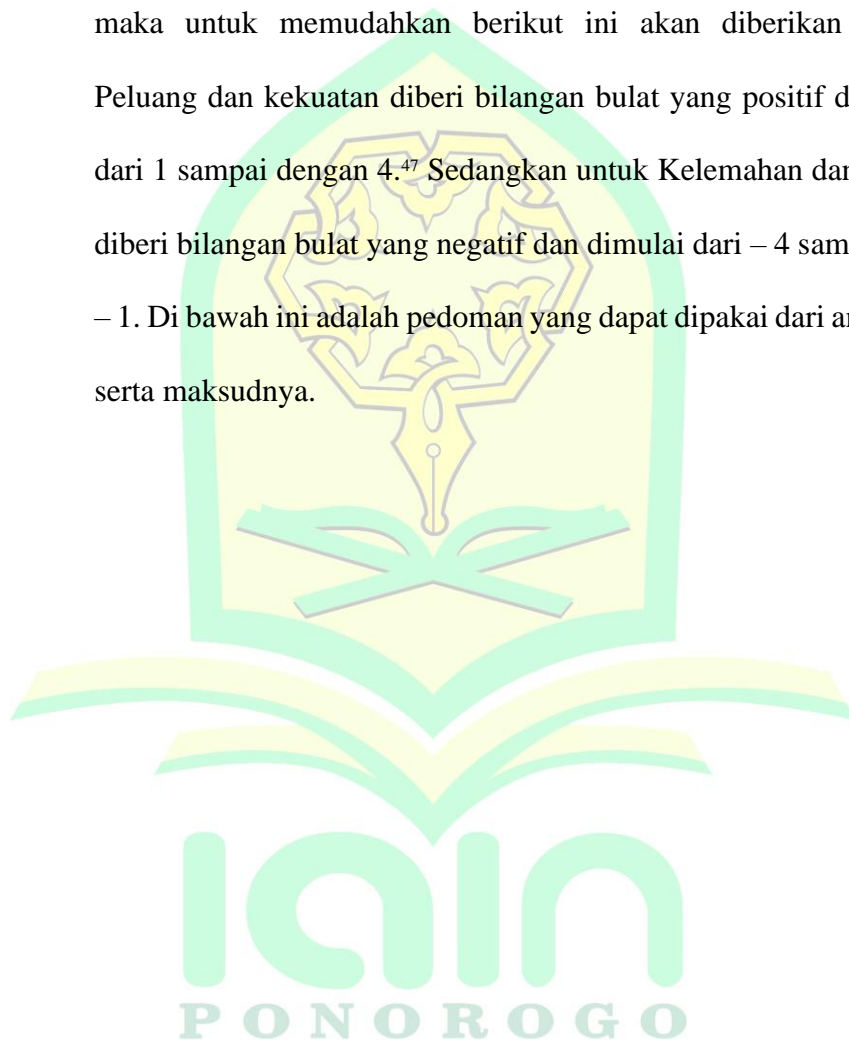 maka untuk memudahkan berikut ini akan diberikan
Peluang dan kekuatan diberi bilangan bulat yang positif
dari 1 sampai dengan 4.⁴⁷ Sedangkan untuk Kelemahan dan
diberi bilangan bulat yang negatif dan dimulai dari – 4
– 1. Di bawah ini adalah pedoman yang dapat dipakai dari
serta maksudnya.
iain
PONOROGO